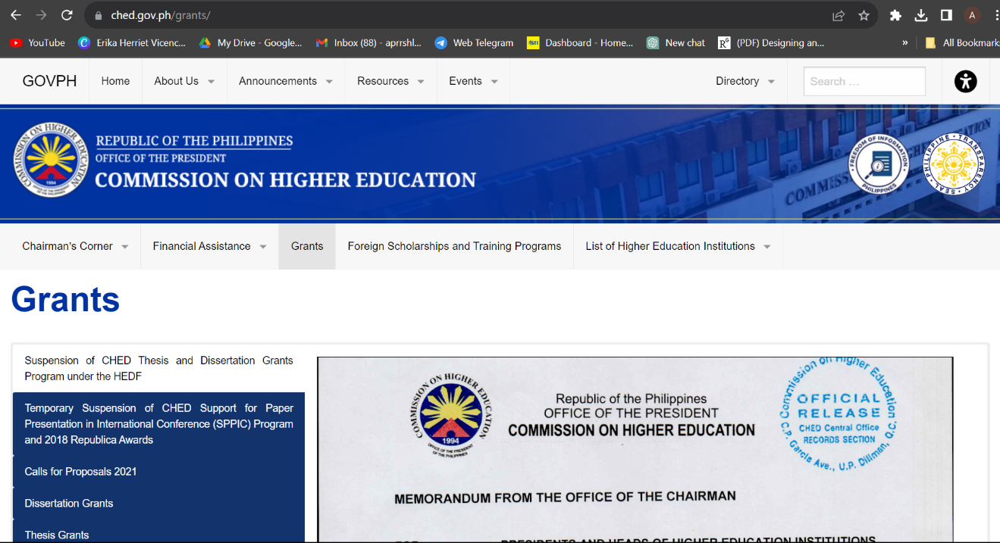 ched.gov.ph/grants/
A
YouTube
Erika Herriet Vicenc...
My Drive - Google...
Inbox (88) - aprrshl...
Web Telegram
Dashboard - Home...
New chat
(PDF) Designing an...
»
All Bookmarks
GOVPH
Home
About Us
Announcements
Resources
Events
Directory
Search ...
COMMISSION ON HIGHER EDUCATION
1994
REPUBLIC OF THE PHILIPPINES
OFFICE OF THE PRESIDENT
COMMISSION ON HIGHER EDUCATION
FREEDOM OF INFORMATION
PHILIPPINES
PHILIPPINE TRANSPARENCY
SEAL
Chairman's Corner
Financial Assistance
Grants
Foreign Scholarships and Training Programs
List of Higher Education Institutions
Grants
Suspension of CHED Thesis and Dissertation Grants
Program under the HEDF
Temporary Suspension of CHED Support for Paper
Presentation in International Conference (SPPIC) Program
and 2018 Republica Awards
Calls for Proposals 2021
Dissertation Grants
Thesis Grants
COMMISSION ON HIGHER EDUCATION
1994
OFFICE OF THE PRESIDENT
OF THE PHILIPPINES
Republic of the Philippines
OFFICE OF THE PRESIDENT
COMMISSION ON HIGHER EDUCATION
Commission on Higher Education
OFFICIAL
RELEASE
CHED Central Office
RECORDS SECTION
C.P. Garcia Ave., U.P. Diliman, Q.C.
MEMORANDUM FROM THE OFFICE OF THE CHAIRMAN
PRESIDENTS AND HEADS OF HIGHER EDUCATION INSTITUTIONS